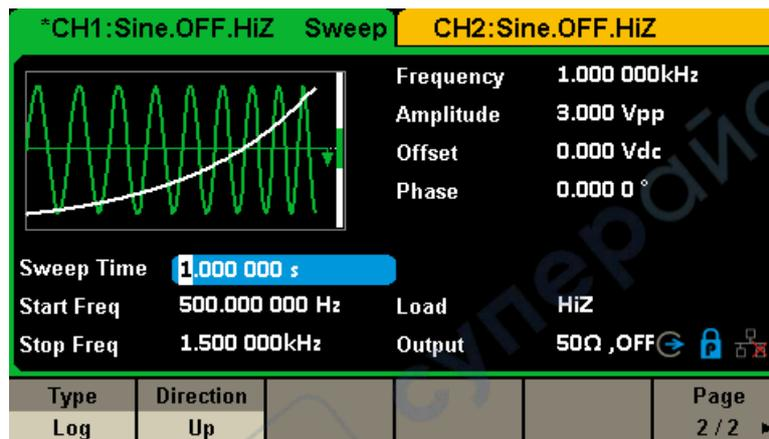 *CH1:Sine.OFF.HiZ Sweep CH2:Sine.OFF.HiZ
Frequency 1.000 000kHz
Amplitude 3.000 Vpp
Offset 0.000 Vdc
Phase 0.000 0 °
Sweep Time 1.000 000 s
Start Freq 500.000 000 Hz Load HiZ
Stop Freq 1.500 000kHz Output 50Ω ,OFF
Type Direction Page
Log Up 2 / 2
суперайс